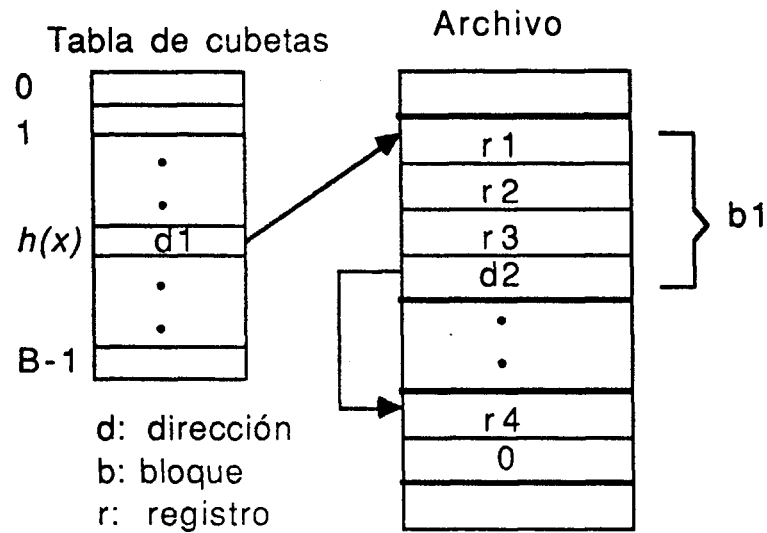 Tabla de cubetas
0
1
h(x)
d1
B-1
d: dirección
b: bloque
r: registro
Archivo
r1
r2
r3
d2
r4
0
b1